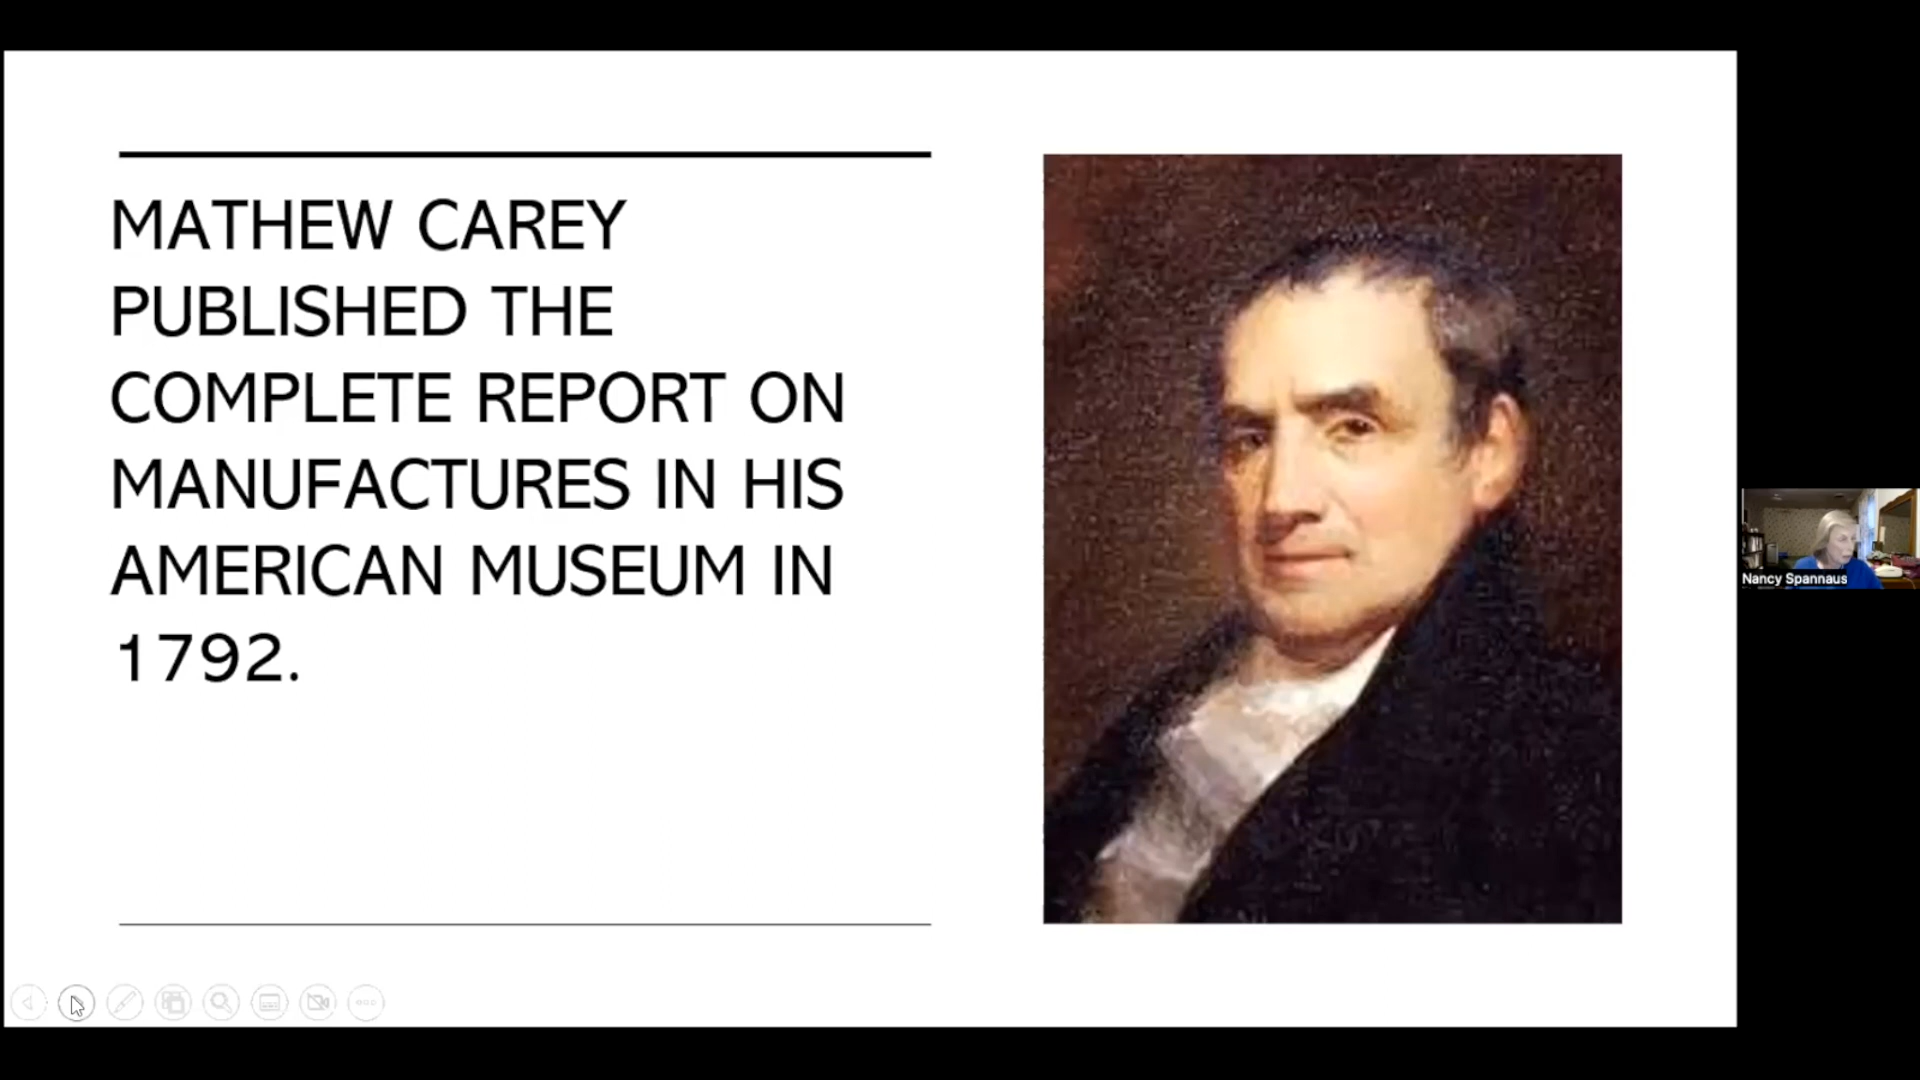 MATHEW CAREY
PUBLISHED THE
COMPLETE REPORT ON
MANUFACTURES IN HIS
AMERICAN MUSEUM IN
1792.
Nancy Spannaus